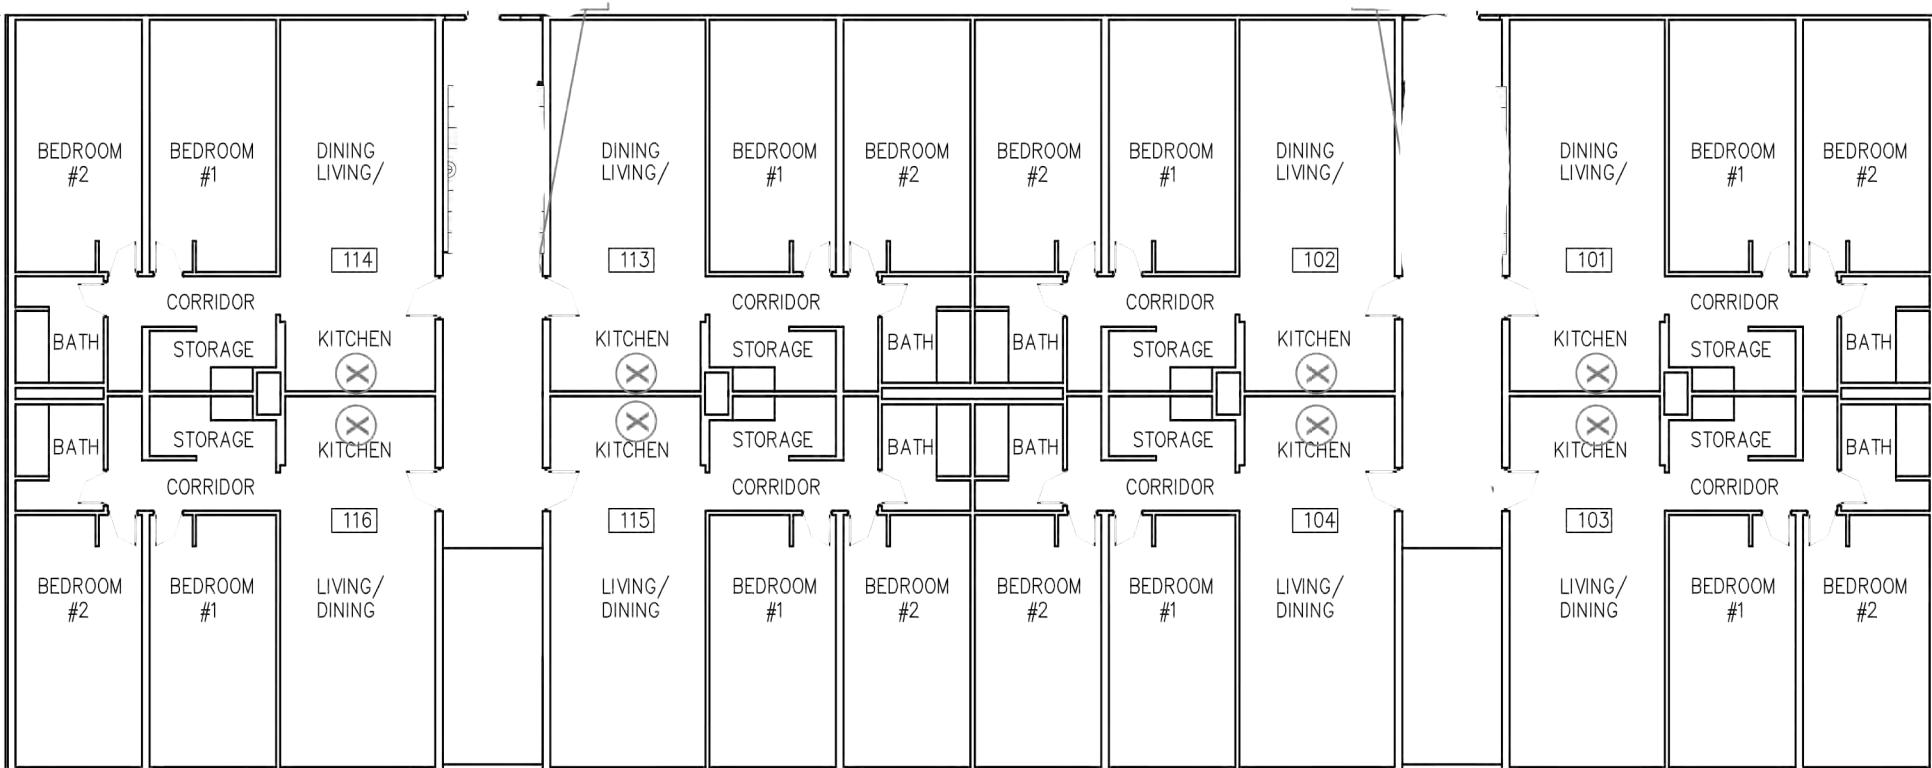 BEDROOM
#2
BEDROOM
#1
DINING
LIVING/
DINING
LIVING/
BEDROOM
#1
BEDROOM
#2
BEDROOM
#2
BEDROOM
#1
DINING
LIVING/
DINING
LIVING/
BEDROOM
#1
BEDROOM
#2
114
113
102
101
CORRIDOR
CORRIDOR
CORRIDOR
CORRIDOR
BATH
STORAGE
KITCHEN
KITCHEN
STORAGE
BATH
BATH
STORAGE
KITCHEN
KITCHEN
STORAGE
BATH
X
X
X
X
X
X
X
X
BATH
STORAGE
KITCHEN
KITCHEN
STORAGE
BATH
BATH
STORAGE
KITCHEN
KITCHEN
STORAGE
BATH
CORRIDOR
CORRIDOR
CORRIDOR
CORRIDOR
116
115
104
103
BEDROOM
#2
BEDROOM
#1
LIVING/
DINING
LIVING/
DINING
BEDROOM
#1
BEDROOM
#2
BEDROOM
#2
BEDROOM
#1
LIVING/
DINING
LIVING/
DINING
BEDROOM
#1
BEDROOM
#2